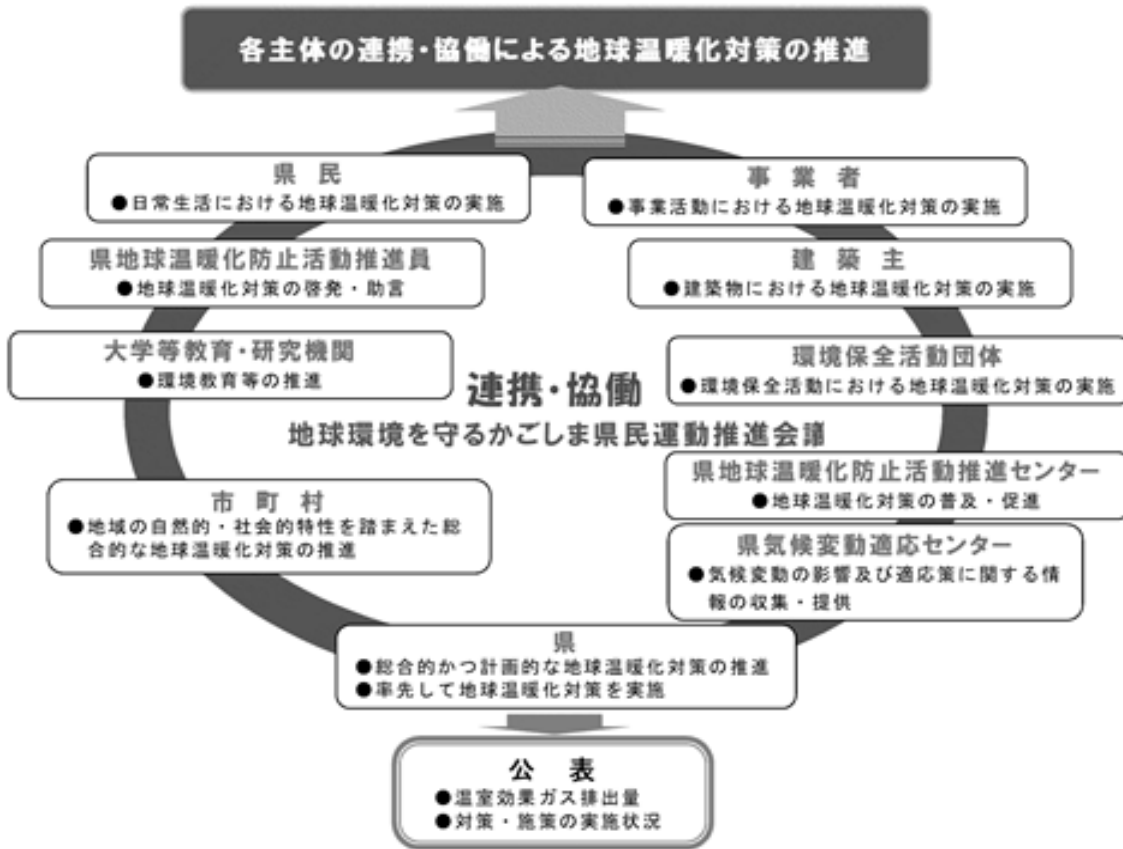 各主体の連携・協働による地球温暖化対策の推進
県 民
●日常生活における地球温暖化対策の実施
事 業 者
●事業活動における地球温暖化対策の実施
県地球温暖化防止活動推進員
●地球温暖化対策の啓発・助言
建 築 主
●建築物における地球温暖化対策の実施
大学等教育・研究機関
●環境教育等の推進
環境保全活動団体
●環境保全活動における地球温暖化対策の実施
連携・協働
地球環境を守るかごしま県民運動推進会議
県地球温暖化防止活動推進センター
●地球温暖化対策の普及・促進
市 町 村
●地域の自然的・社会的特性を踏まえた総
合的な地球温暖化対策の推進
県気候変動適応センター
●気候変動の影響及び適応策に関する情
報の収集・提供
県
●総合的かつ計画的な地球温暖化対策の推進
●率先して地球温暖化対策を実施
公 表
●温室効果ガス排出量
●対策・施策の実施状況